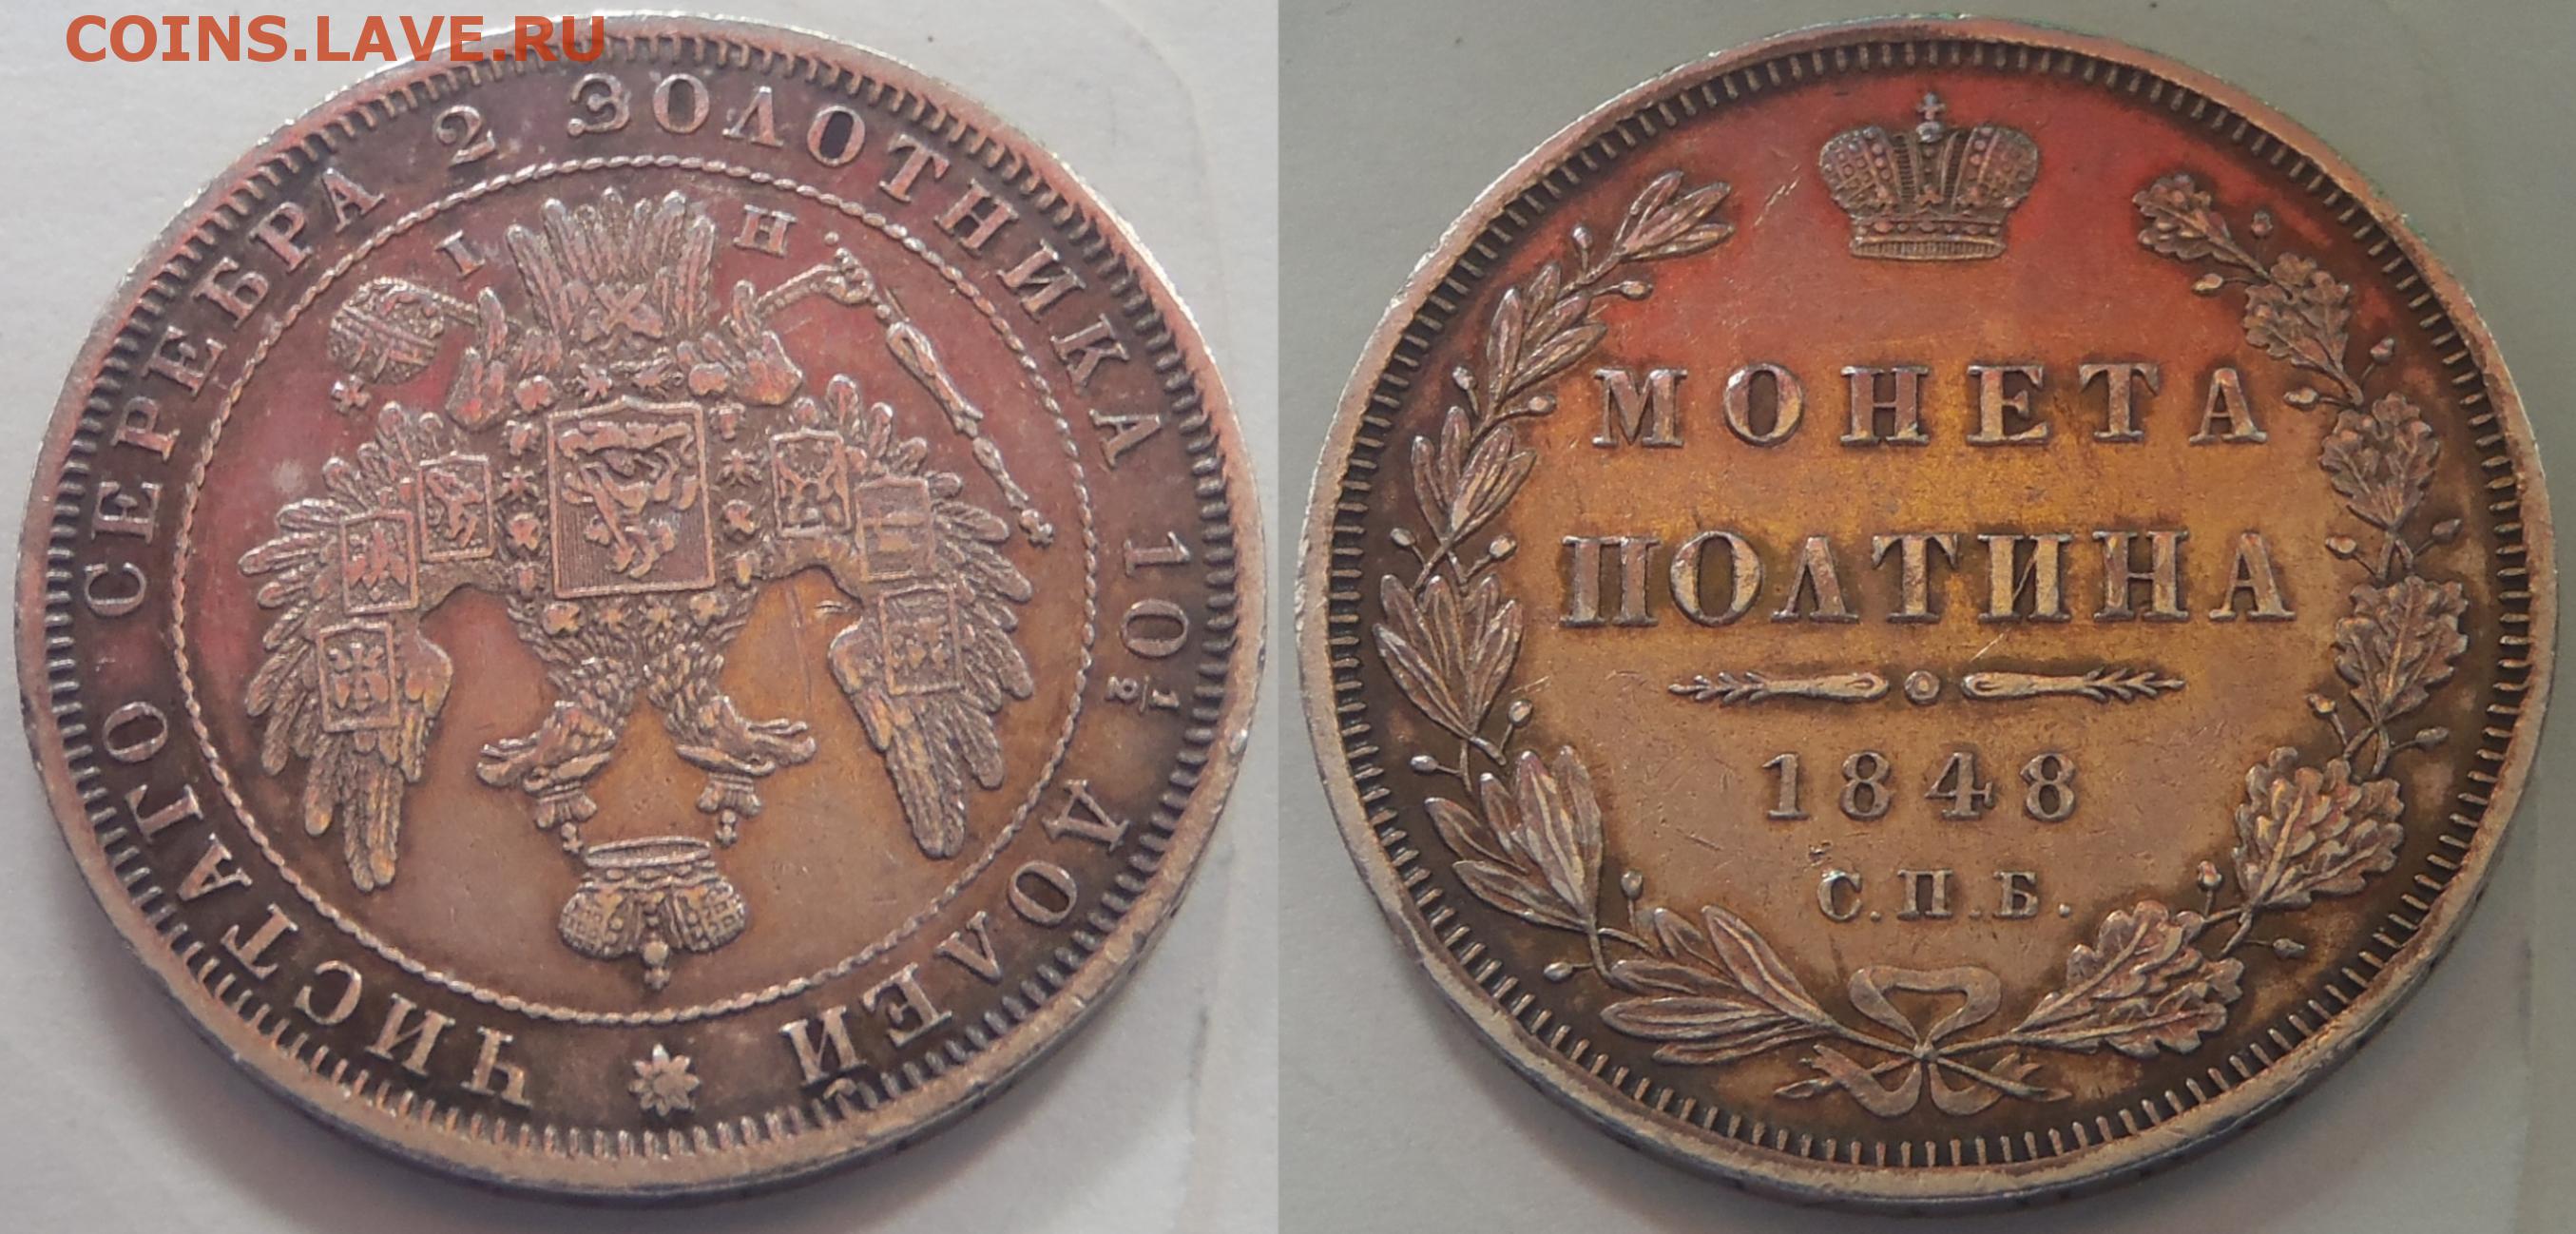 COINS.LAVE.RU
ЧИСТАГО СЕРЕБРА 2 ЗОЛОТНИКА 10½ ДОЛЕЙ
Н I
МОНЕТА
ПОЛТИНА
1848
С.П.Б.